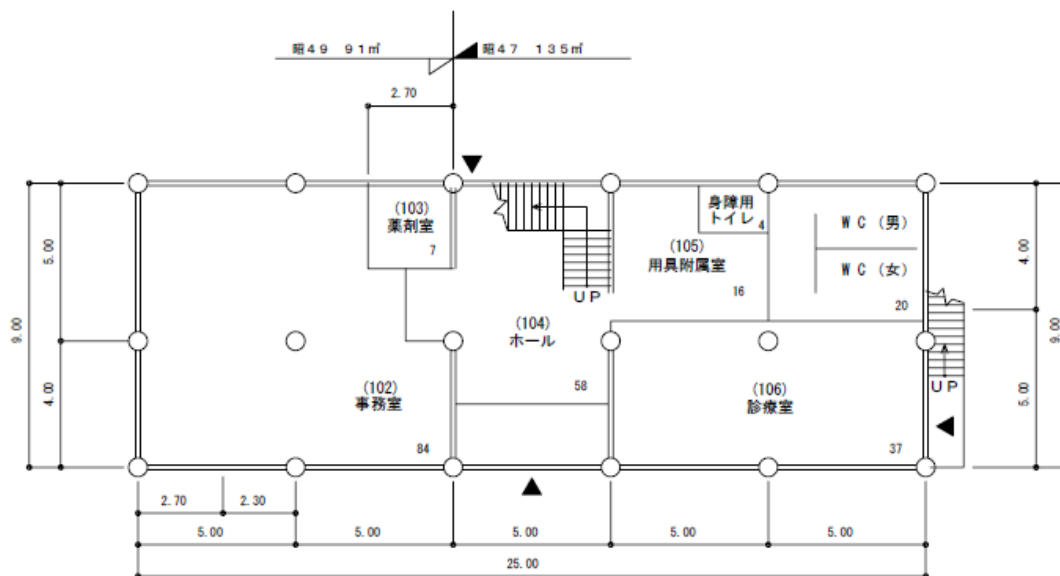 昭49 91㎡ 昭47 135㎡
2.70
(103)
薬剤室
7
身障用
トイレ
4
WC(男)
WC(女)
20
(105)
用具附属室
16
UP
(104)
ホール
58
(102)
事務室
84
(106)
診療室
37
UP
5.00
4.00
9.00
4.00
5.00
9.00
2.70 2.30
5.00 5.00 5.00 5.00 5.00
25.00